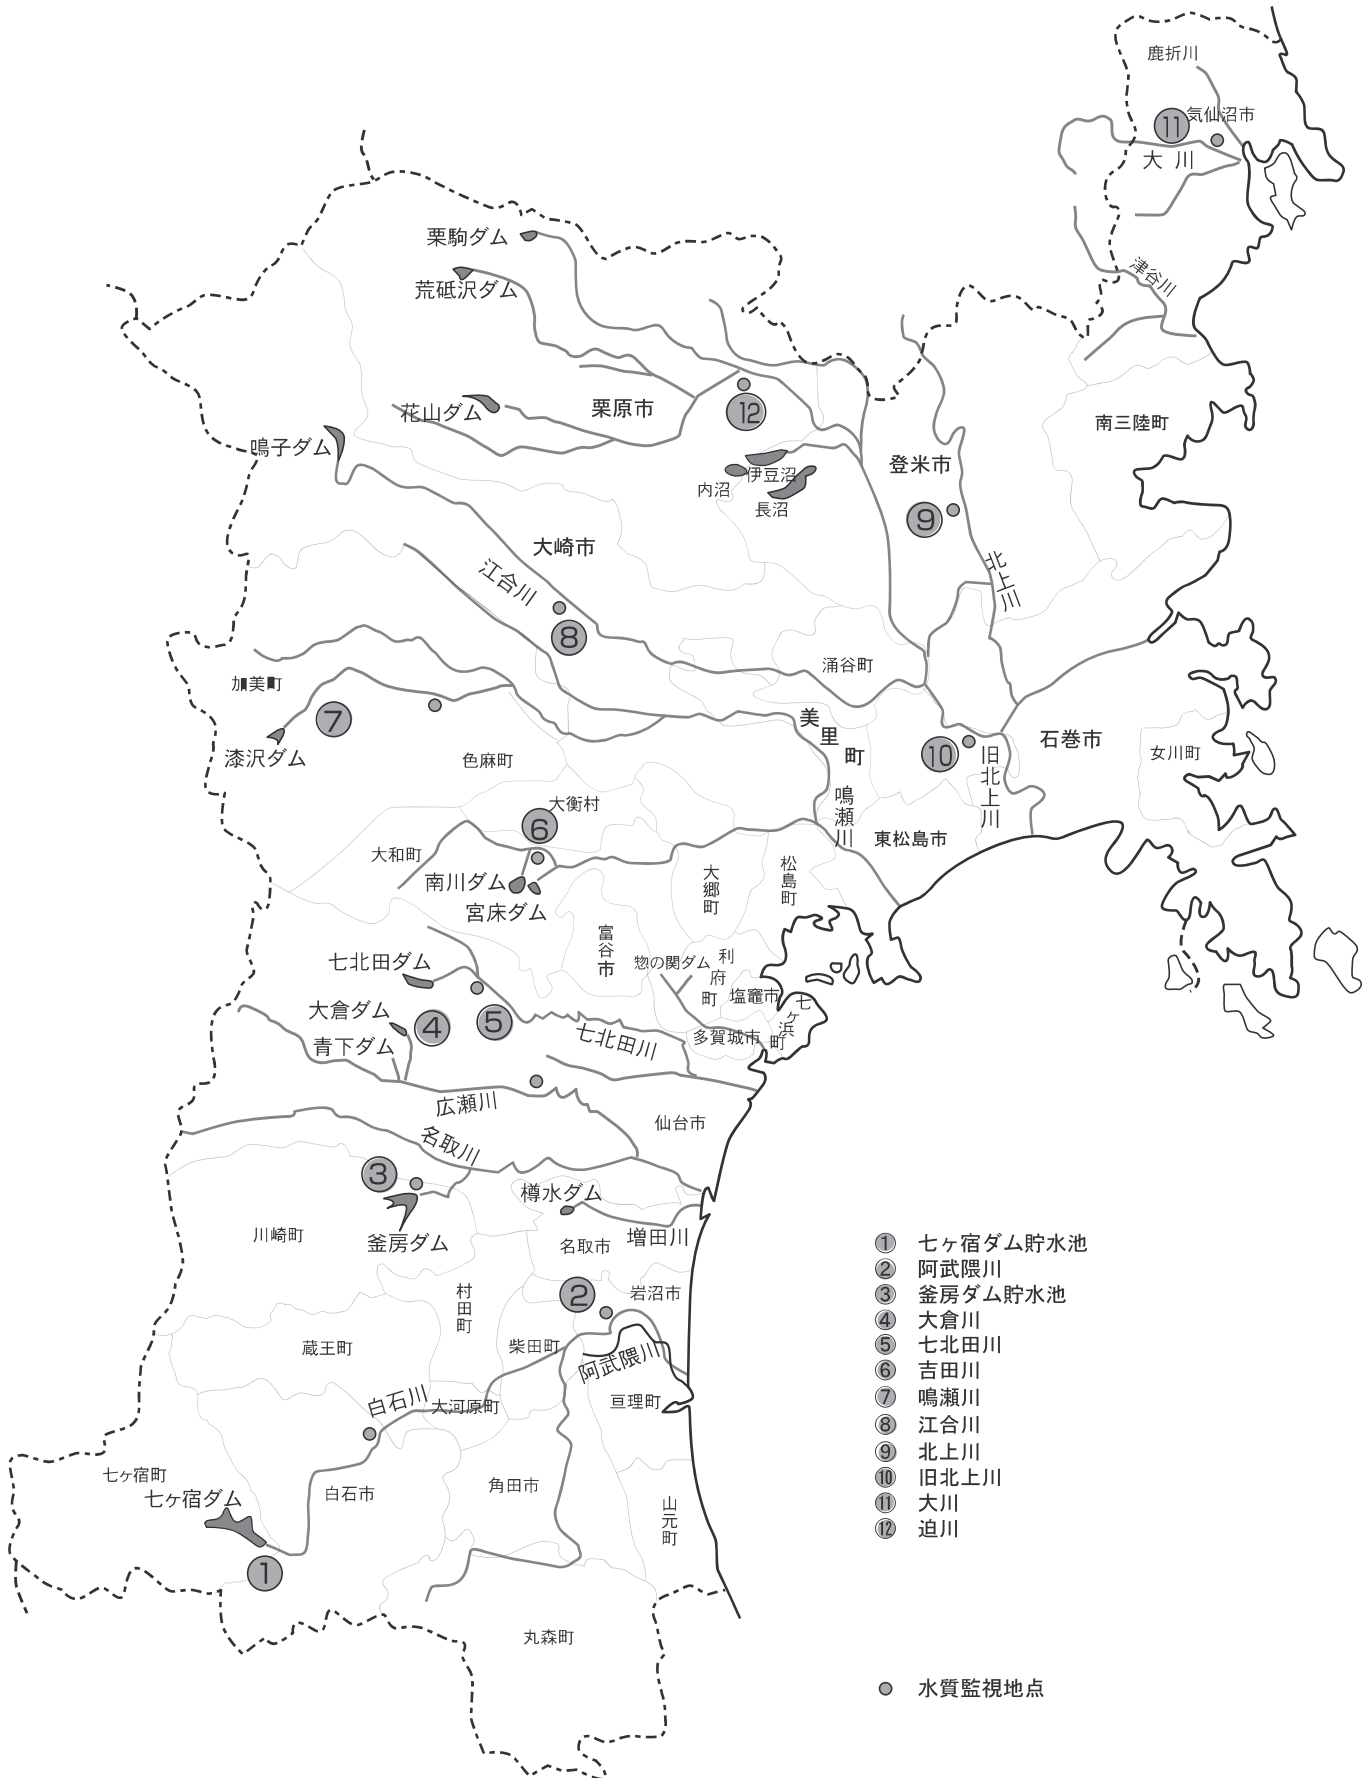 鹿折川
気仙沼市
⑪
大川
津谷川
栗駒ダム
荒砥沢ダム
花山ダム
栗原市
⑫
南三陸町
鳴子ダム
登米市
内沼
伊豆沼
長沼
⑨
大崎市
江合川
北上川
⑧
涌谷町
加美町
⑦
漆沢ダム
色麻町
美里町
⑩
旧北上川
石巻市
女川町
大衡村
⑥
鳴瀬川
東松島市
大和町
南川ダム
宮床ダム
大郷町
松島町
富谷市
七北田ダム
惣の関ダム
利府町
塩竈市
七ヶ浜町
多賀城市
大倉ダム
④
⑤
青下ダム
七北田川
広瀬川
仙台市
名取川
③
釜房ダム
樽水ダム
川崎町
名取市
増田川
②
岩沼市
村田町
蔵王町
柴田町
阿武隈川
白石川
大河原町
亘理町
七ヶ宿町
七ヶ宿ダム
白石市
角田市
山元町
①
丸森町
① 七ヶ宿ダム貯水池
② 阿武隈川
③ 釜房ダム貯水池
④ 大倉川
⑤ 七北田川
⑥ 吉田川
⑦ 鳴瀬川
⑧ 江合川
⑨ 北上川
⑩ 旧北上川
⑪ 大川
⑫ 迫川
水質監視地点